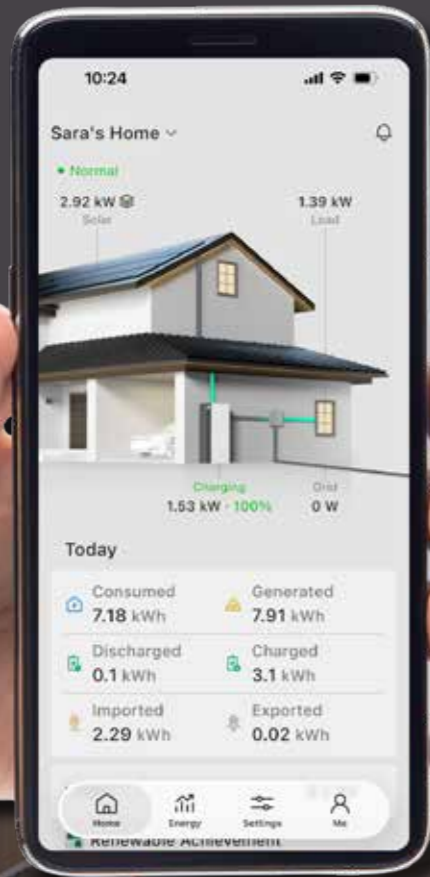 10:24
Sara's Home
Normal
2.92 kW
1.39 kW
Solar
Load
Charging
Grid
1.53 kW · 100%
0 W
Today
Consumed
Generated
7.18 kWh
7.91 kWh
Discharged
Charged
0.1 kWh
3.1 kWh
Imported
Exported
2.29 kWh
0.02 kWh
Home
Energy
Settings
Me
Renewable Achievement